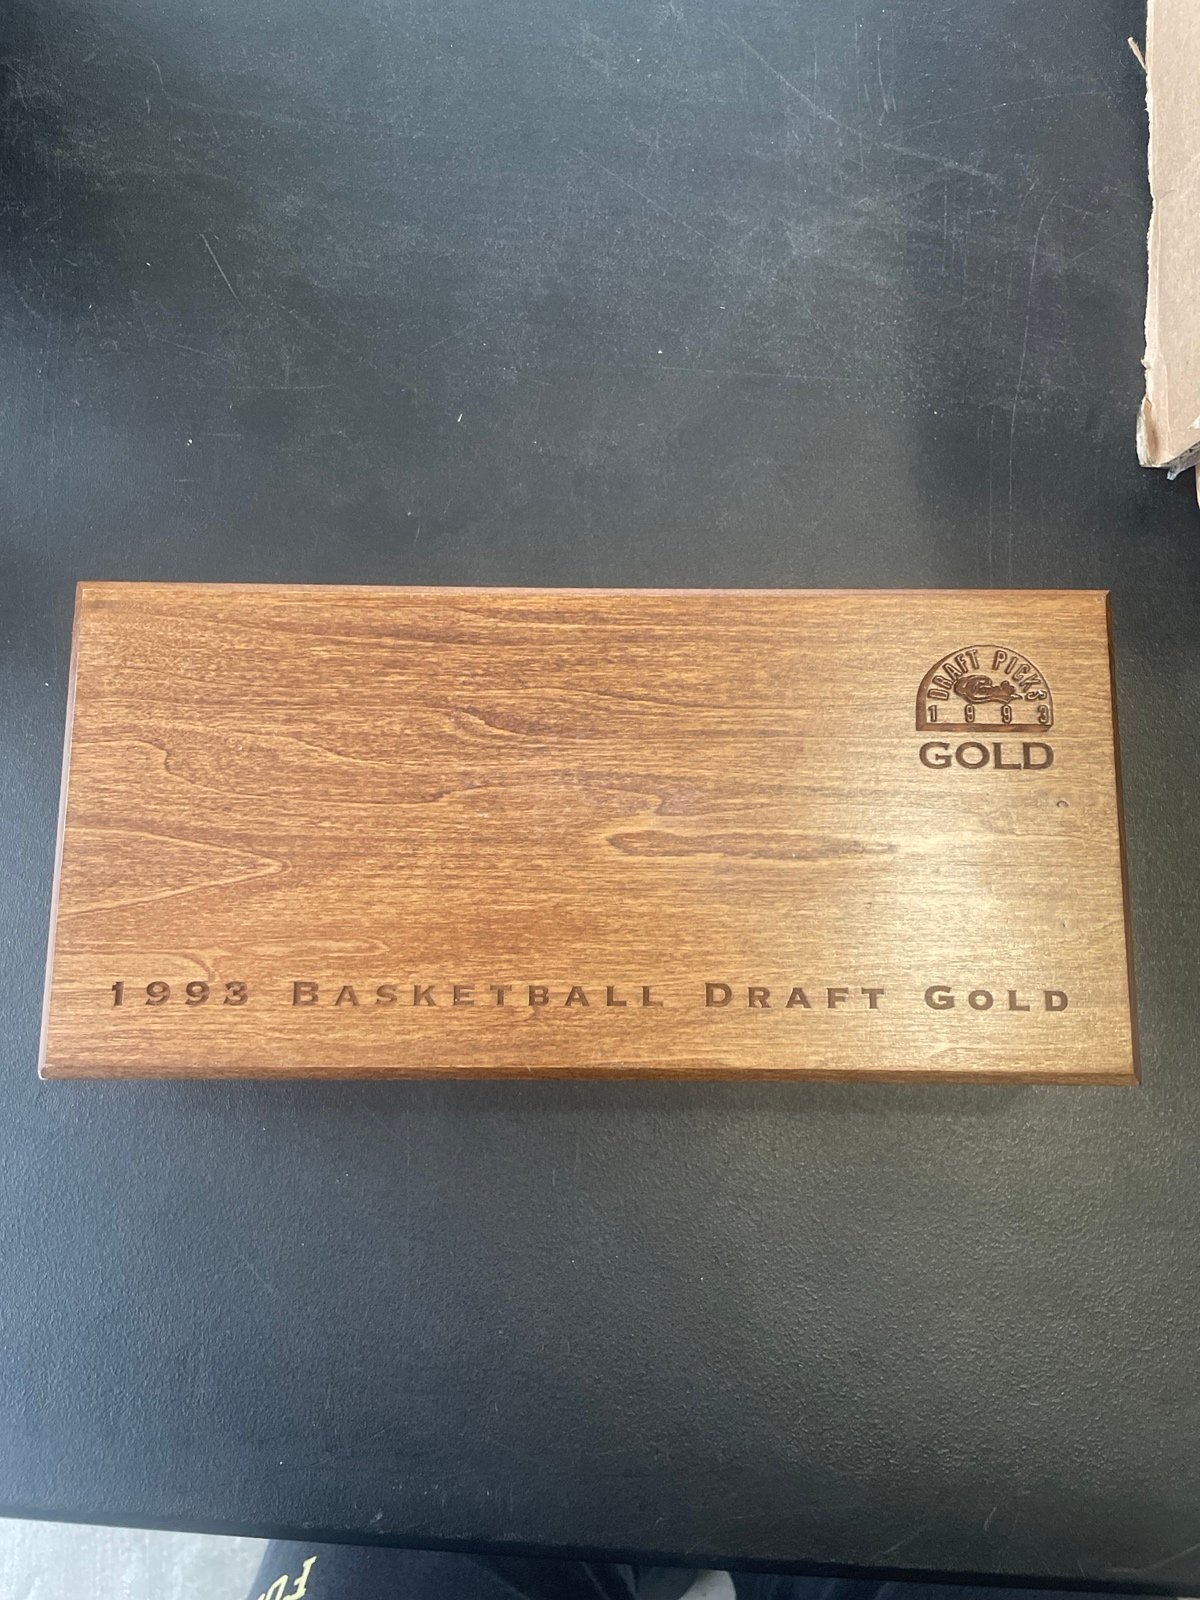 DRAFT PICKS
1993
GOLD
1993 BASKETBALL DRAFT GOLD